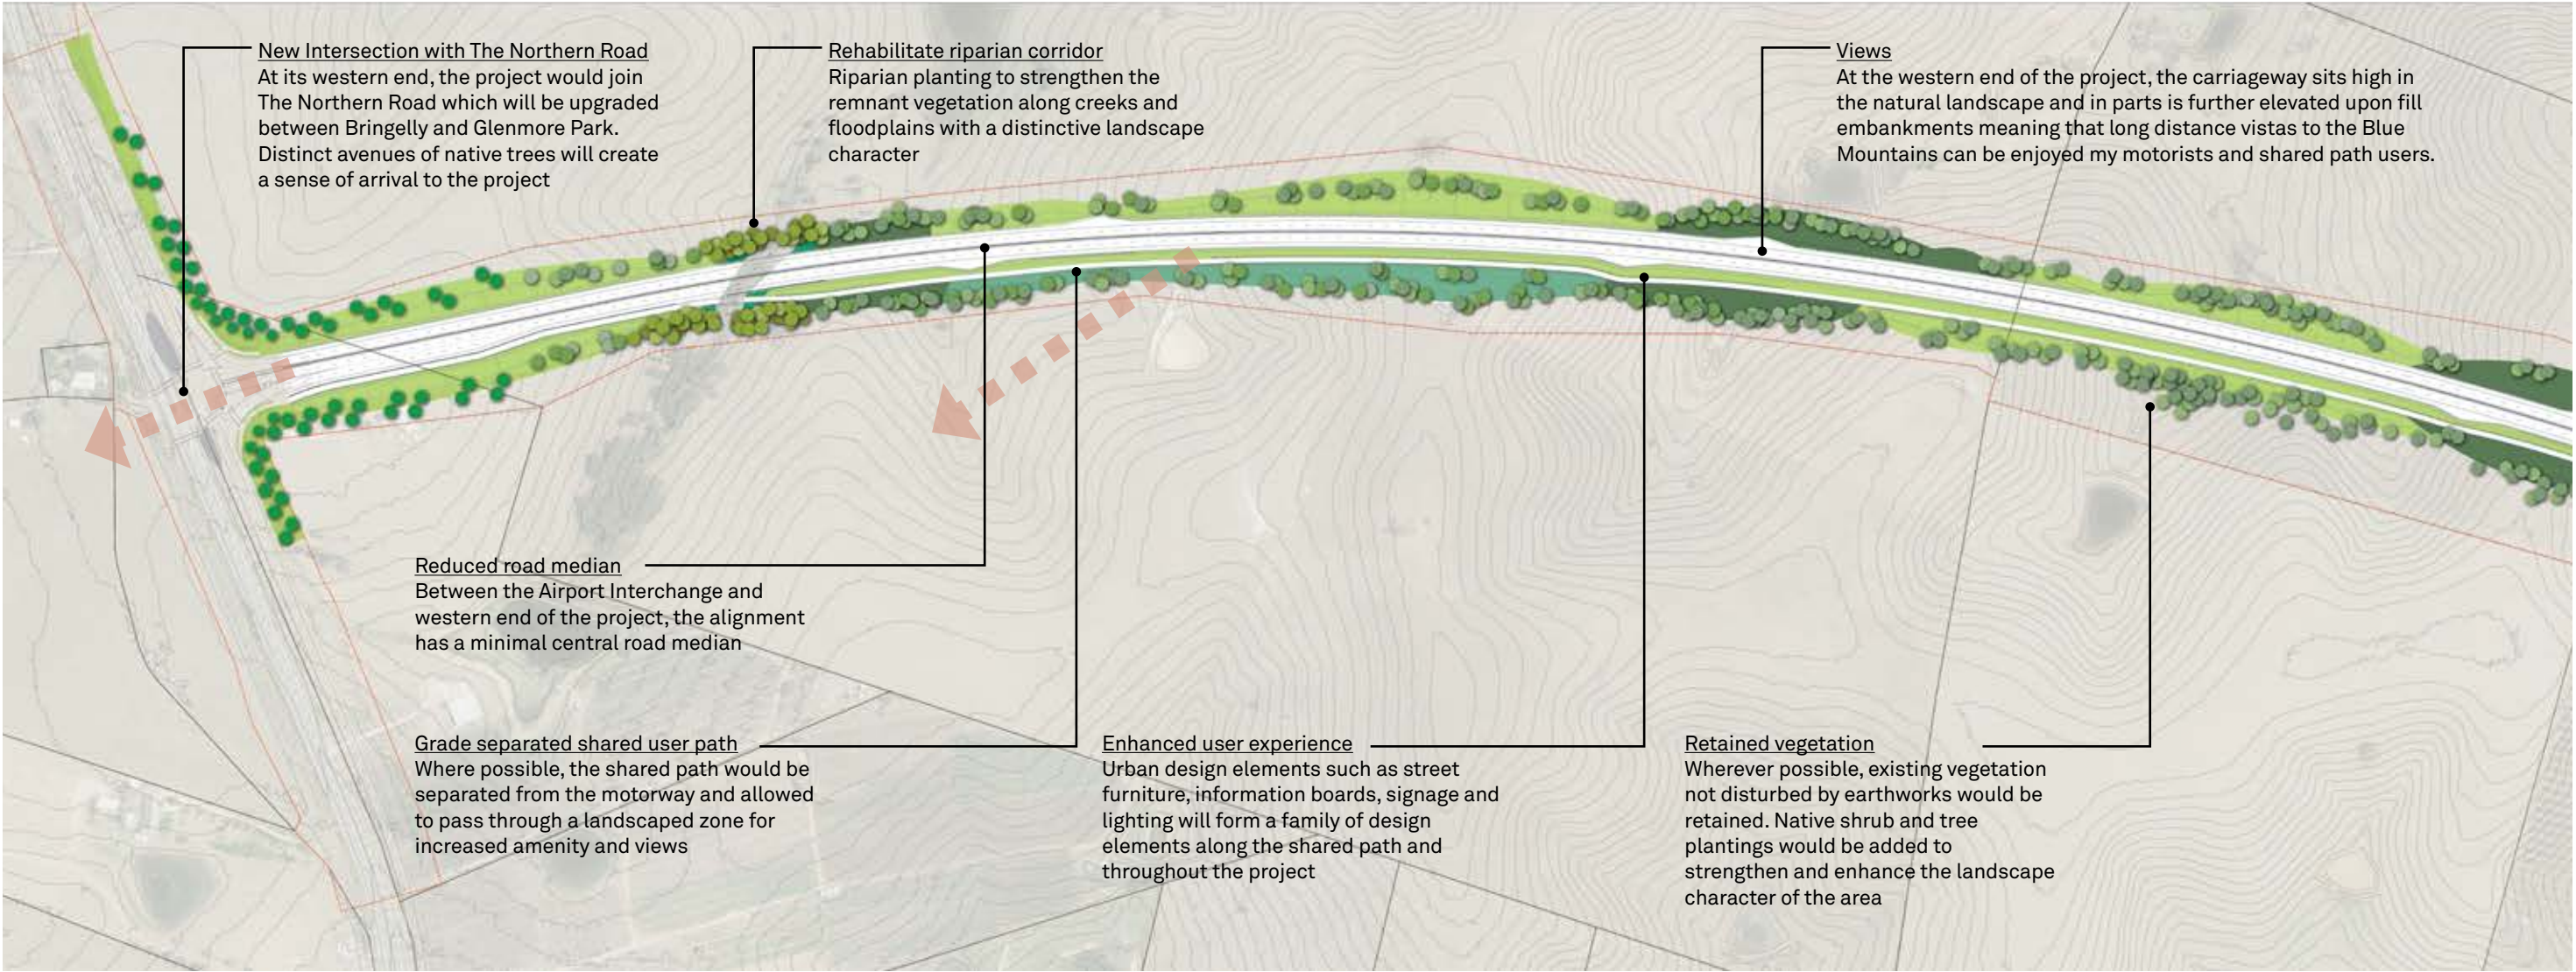 New Intersection with The Northern Road
At its western end, the project would join
The Northern Road which will be upgraded
between Bringelly and Glenmore Park.
Distinct avenues of native trees will create
a sense of arrival to the project
Rehabilitate riparian corridor
Riparian planting to strengthen the
remnant vegetation along creeks and
floodplains with a distinctive landscape
character
Views
At the western end of the project, the carriageway sits high in
the natural landscape and in parts is further elevated upon fill
embankments meaning that long distance vistas to the Blue
Mountains can be enjoyed my motorists and shared path users.
Reduced road median
Between the Airport Interchange and
western end of the project, the alignment
has a minimal central road median
Grade separated shared user path
Where possible, the shared path would be
separated from the motorway and allowed
to pass through a landscaped zone for
increased amenity and views
Enhanced user experience
Urban design elements such as street
furniture, information boards, signage and
lighting will form a family of design
elements along the shared path and
throughout the project
Retained vegetation
Wherever possible, existing vegetation
not disturbed by earthworks would be
retained. Native shrub and tree
plantings would be added to
strengthen and enhance the landscape
character of the area